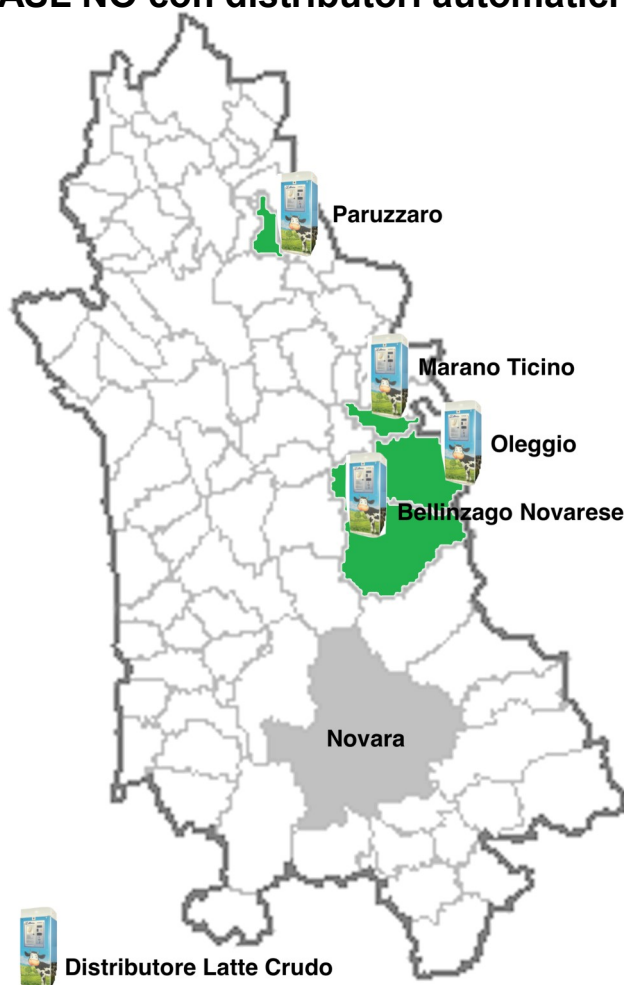 ASL NO con distributori automatici
Paruzzaro
Marano Ticino
Oleggio
Bellinzago Novarese
Novara
Distributore Latte Crudo